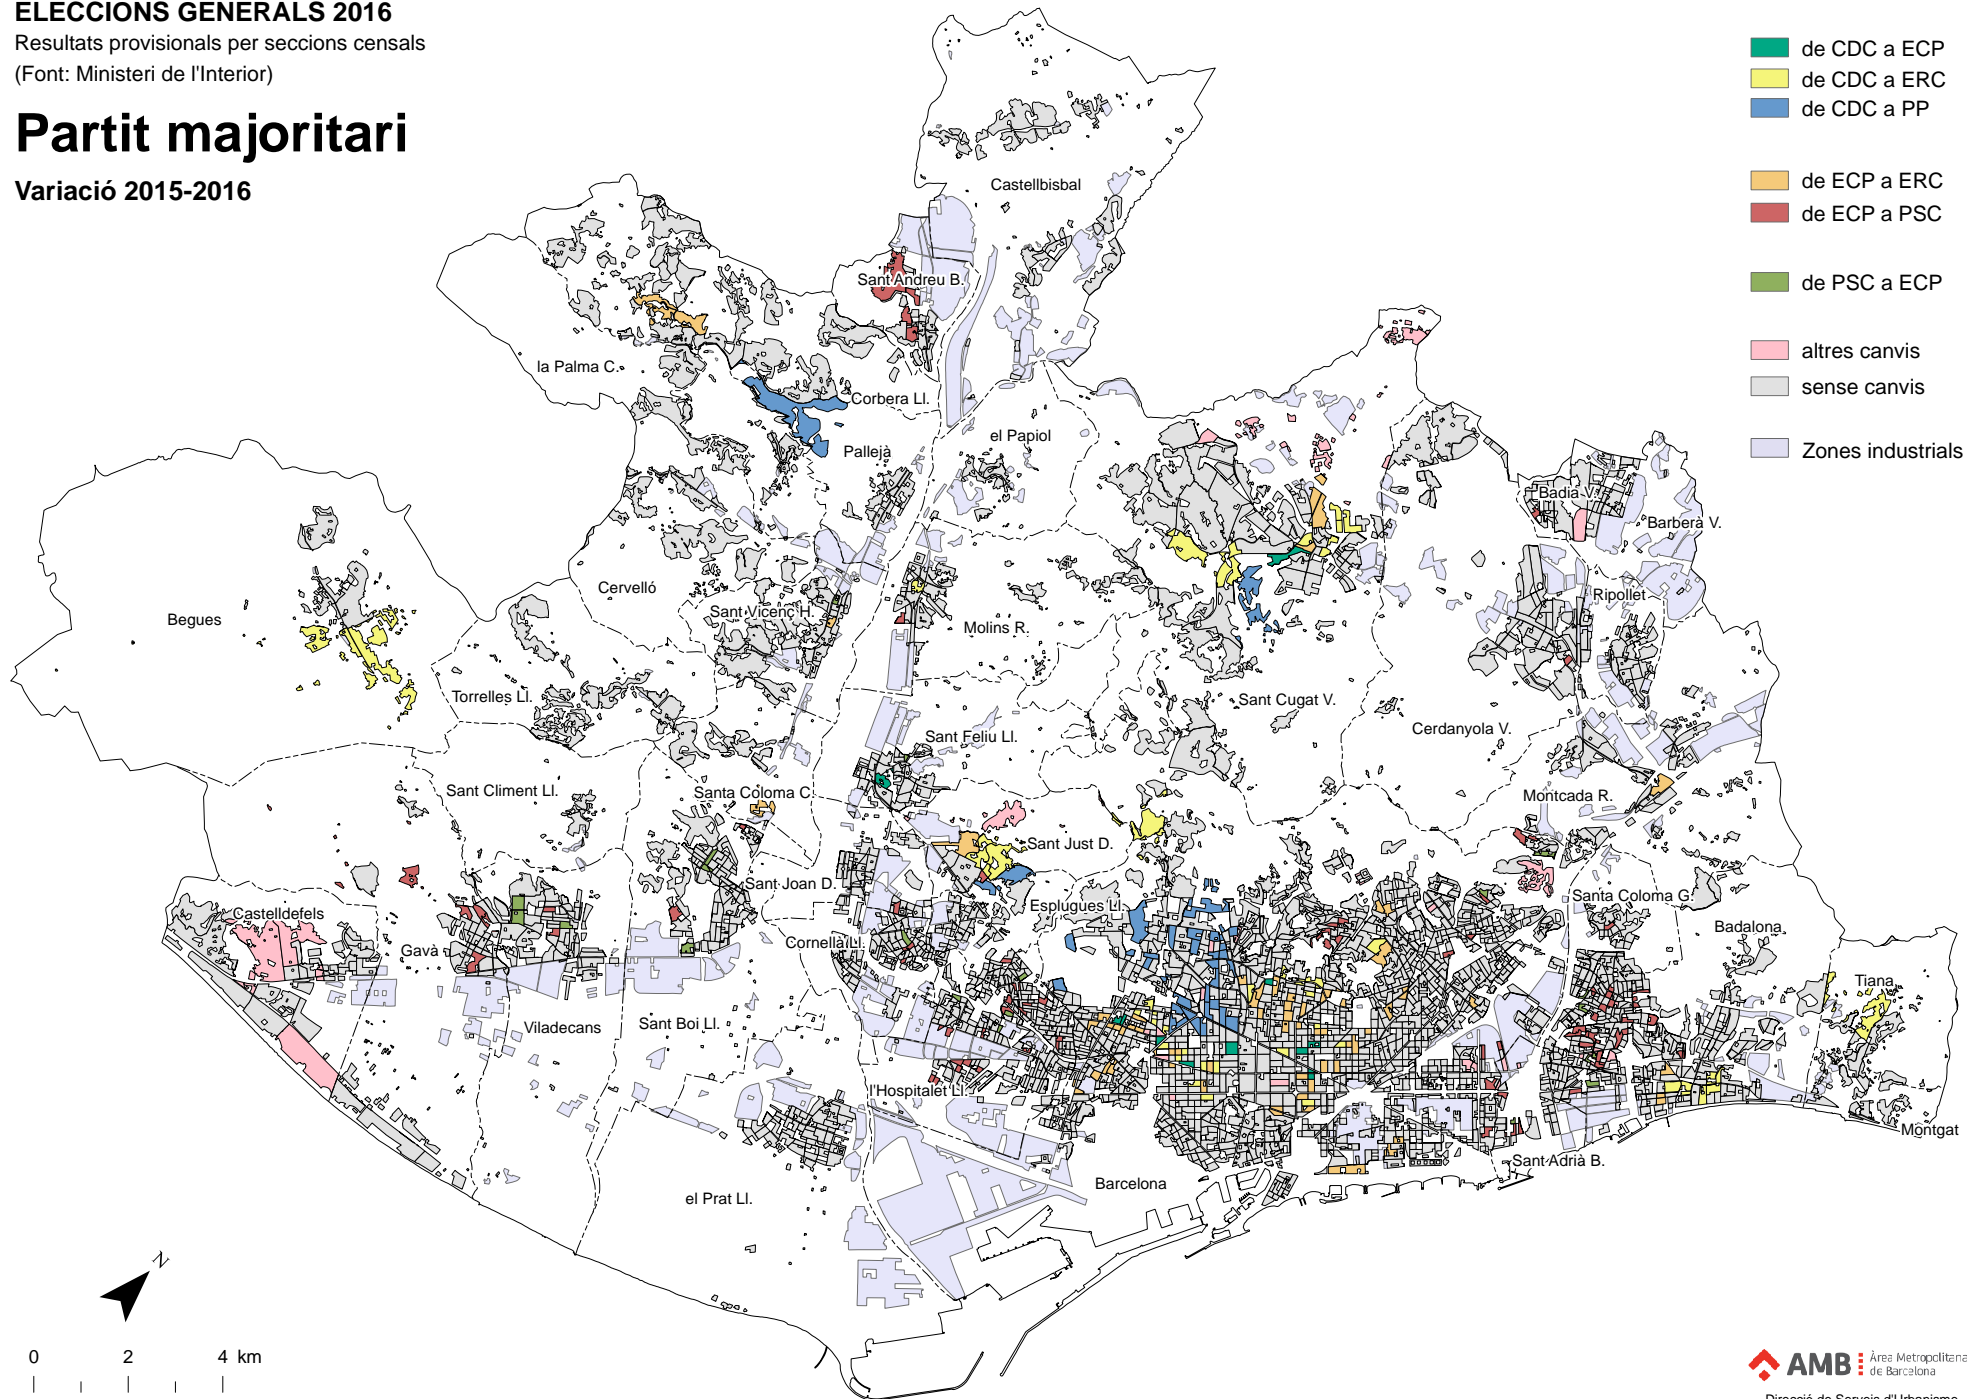 ELECCIONS GENERALS 2016
Resultats provisionals per seccions censals
(Font: Ministeri de l'Interior)
Partit majoritari
Variació 2015-2016
de CDC a ECP
de CDC a ERC
de CDC a PP
de ECP a ERC
de ECP a PSC
de PSC a ECP
altres canvis
sense canvis
Zones industrials
Castellbisbal
Sant Andreu B.
la Palma C.
Corbera Ll.
Pallejà
el Papiol
Badia V.
Barberà V.
Begues
Cervelló
Sant Vicenç H.
Molins R.
Ripollet
Torrelles Ll.
Sant Cugat V.
Cerdanyola V.
Sant Feliu Ll.
Sant Climent Ll.
Santa Coloma C.
Montcada R.
Sant Just D.
Sant Joan D.
Santa Coloma G.
Castelldefels
Esplugues Ll.
Badalona
Gavà
Cornellà Ll.
Tiana
Viladecans
Sant Boi Ll.
l'Hospitalet Ll.
Montgat
Sant Adrià B.
Barcelona
el Prat Ll.
N
0 2 4 km
AMB Àrea Metropolitana
de Barcelona
Direcció de Serveis d'Urbanisme